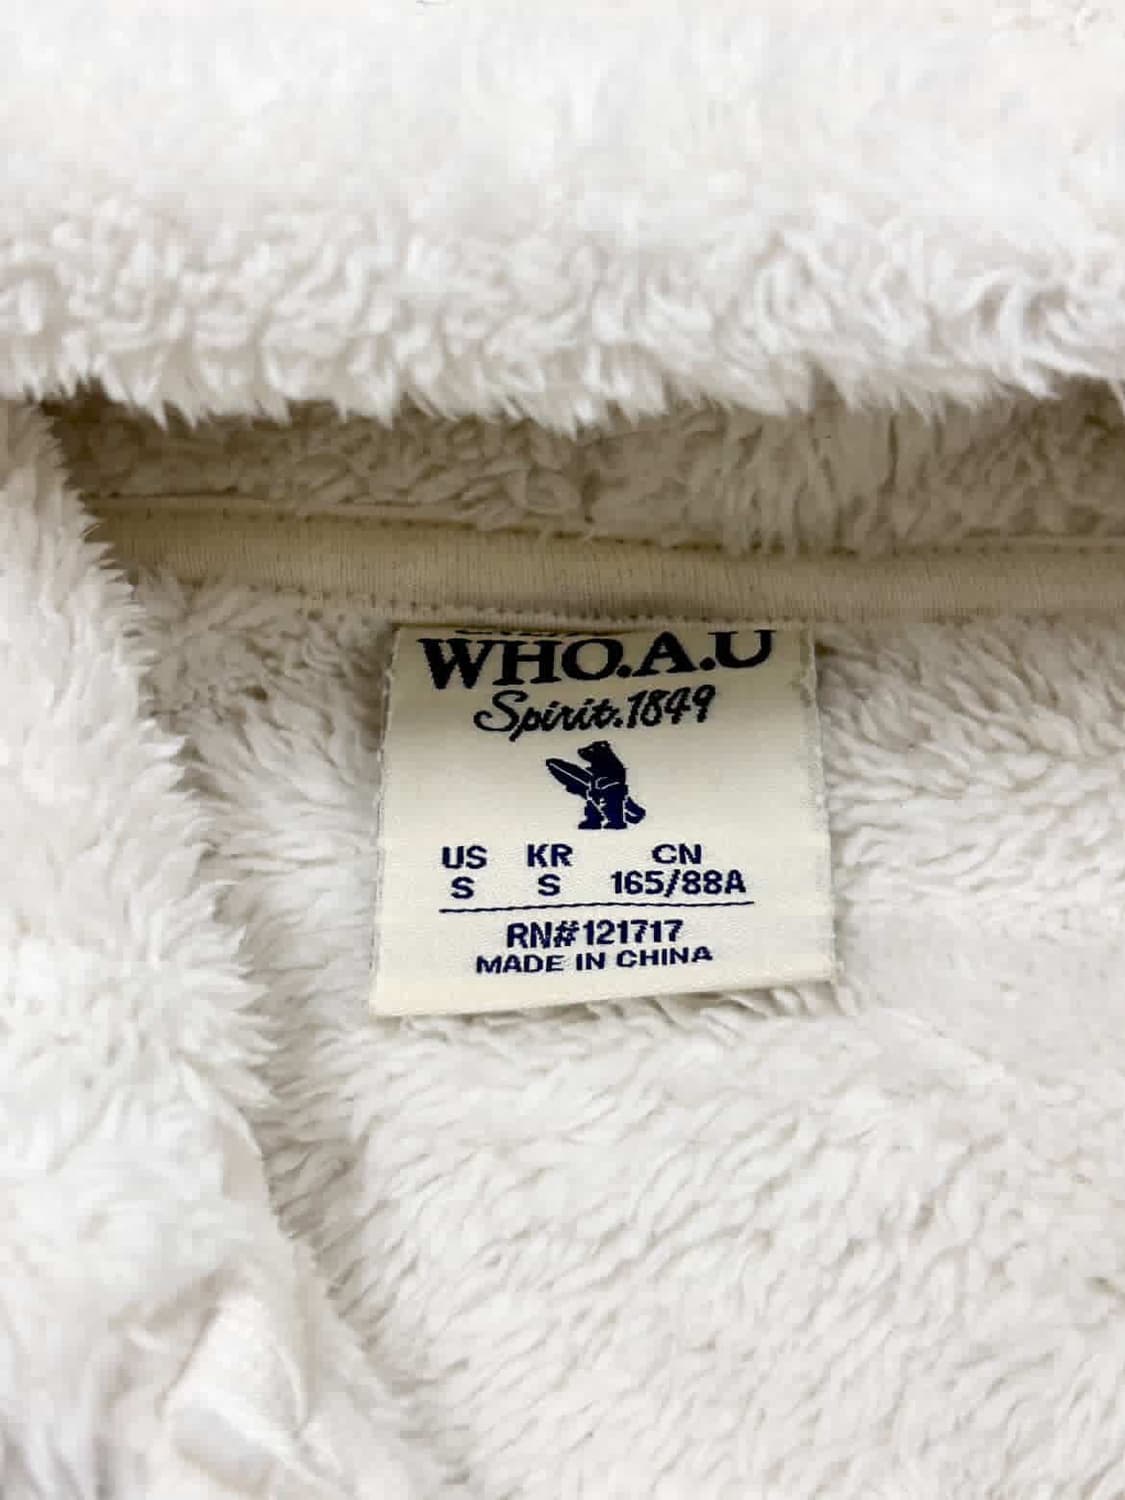 WHO.A.U
Spirit.1849
US KR CN
S S 165/88A
RN#121717
MADE IN CHINA